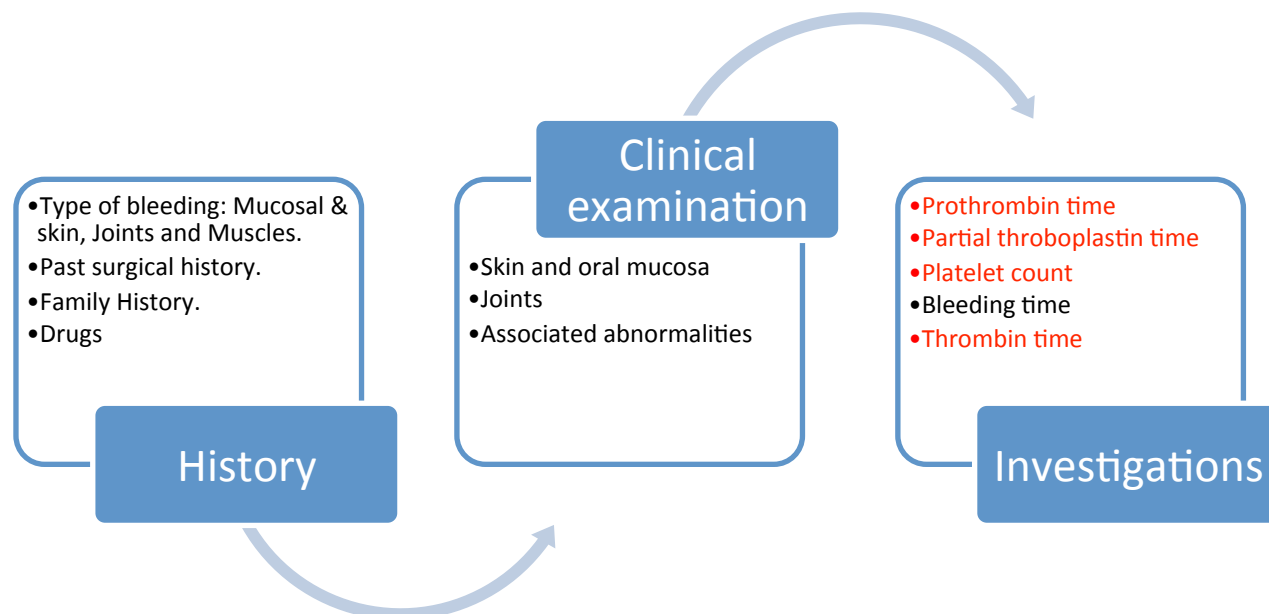 •Type of bleeding: Mucosal &
skin, Joints and Muscles.
•Past surgical history.
•Family History.
•Drugs
History
Clinical
examination
•Skin and oral mucosa
•Joints
•Associated abnormalities
•Prothrombin time
•Partial throboplastin time
•Platelet count
•Bleeding time
•Thrombin time
Investigations